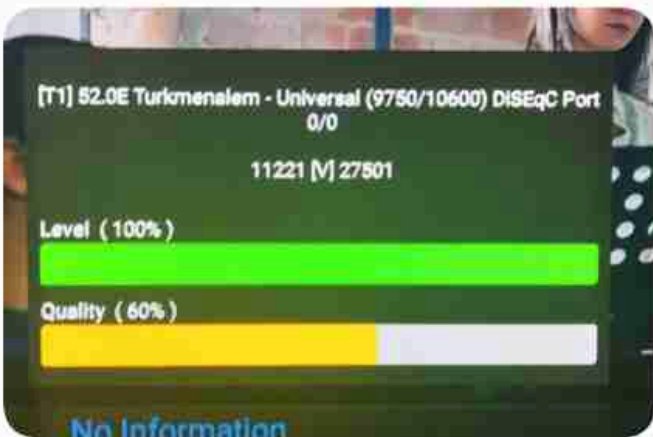 [T1] 52.0E Turkmenalem - Universal (9750/10600) DiSEqC Port
0/0
11221 [V] 27501
Level ( 100% )
Quality ( 60% )
No Information